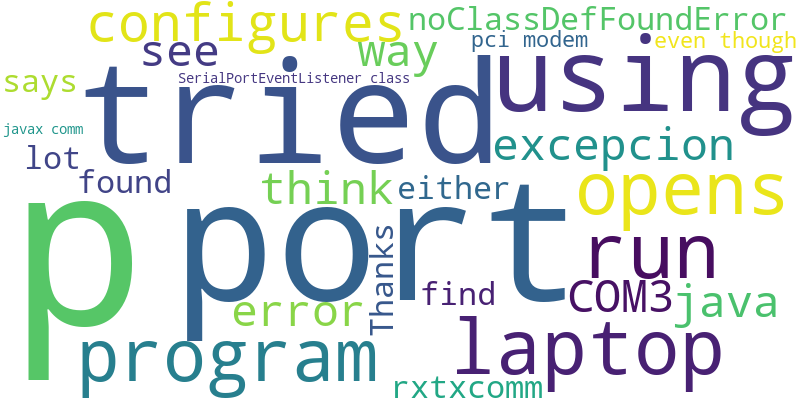 configures
noClassDefFoundError
see
way
pci modem
even though
says
SerialPortEventListener class
tried
using
javax comm
lot
excepcion
found
think
either
opens
p
port
run
Thanks
find
COM3
java
error
program
laptop
rxtxcomm